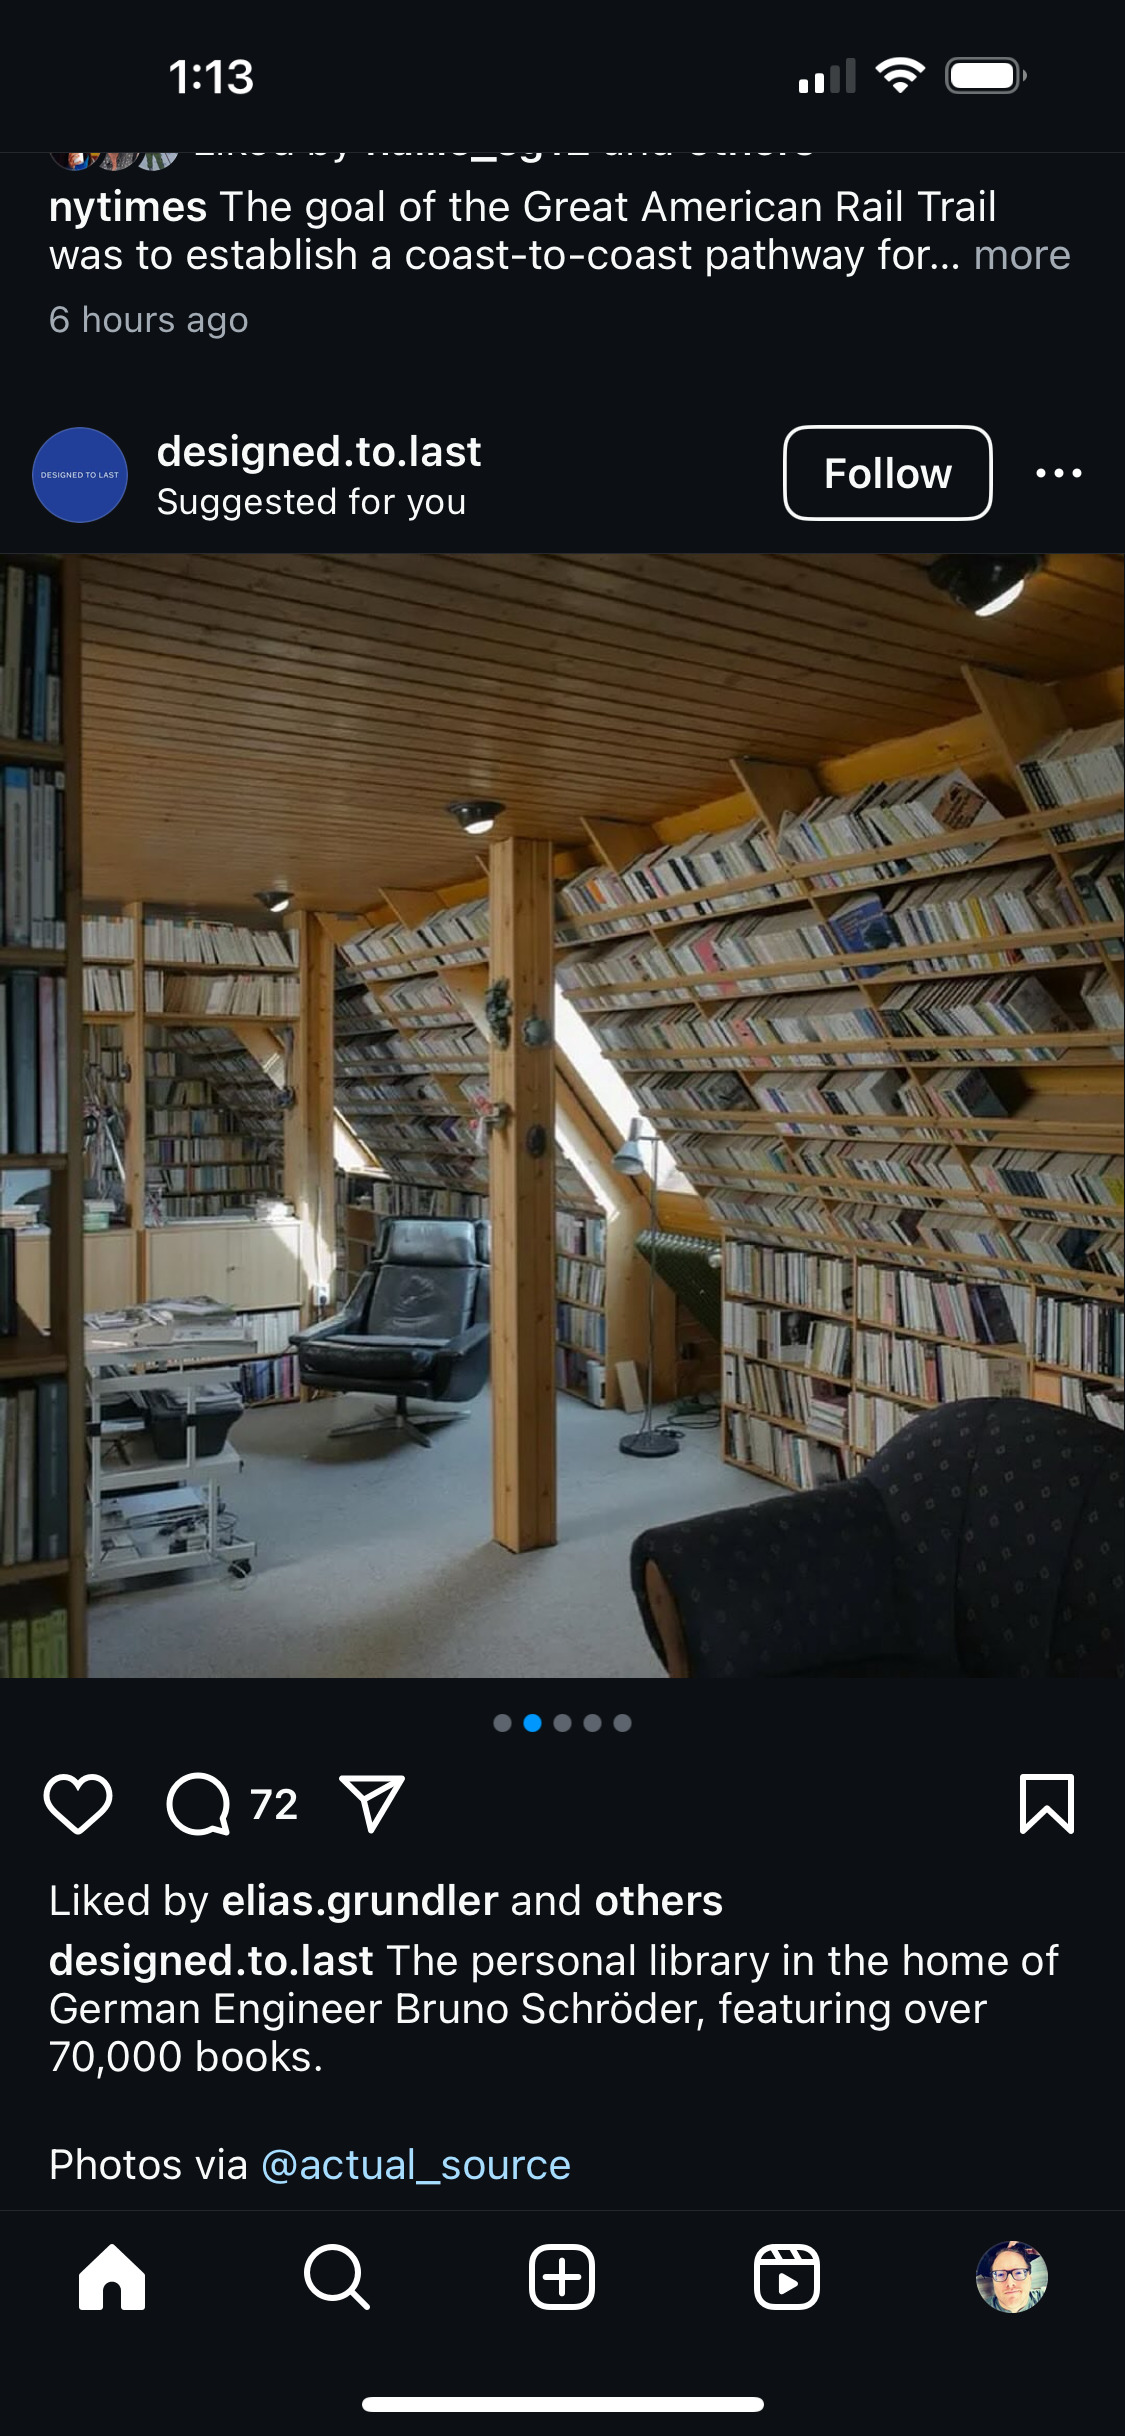 1:13
nytimes The goal of the Great American Rail Trail
was to establish a coast-to-coast pathway for... more
6 hours ago
DESIGNED TO LAST
designed.to.last
Suggested for you
Follow
72
Liked by elias.grundler and others
designed.to.last The personal library in the home of
German Engineer Bruno Schröder, featuring over
70,000 books.
Photos via @actual_source